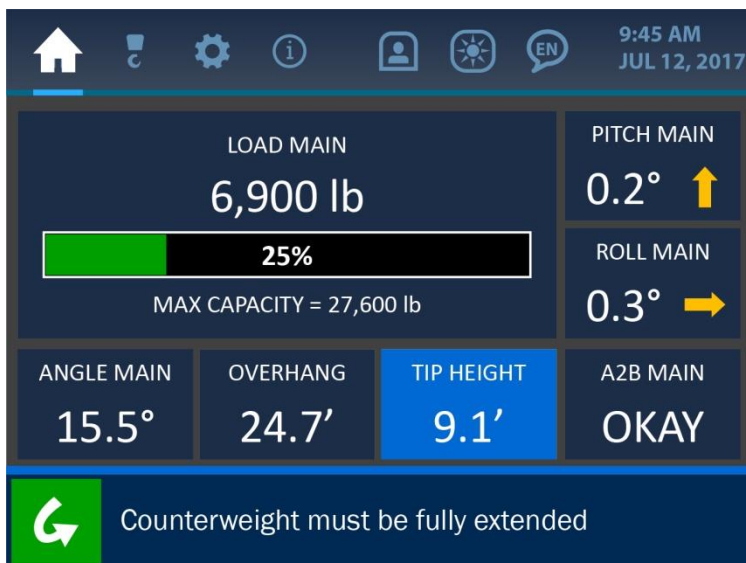 EN
9:45 AM
JUL 12, 2017
LOAD MAIN
6,900 lb
25%
MAX CAPACITY = 27,600 lb
PITCH MAIN
0.2°
ROLL MAIN
0.3°
ANGLE MAIN
15.5°
OVERHANG
24.7′
TIP HEIGHT
9.1′
A2B MAIN
OKAY
Counterweight must be fully extended